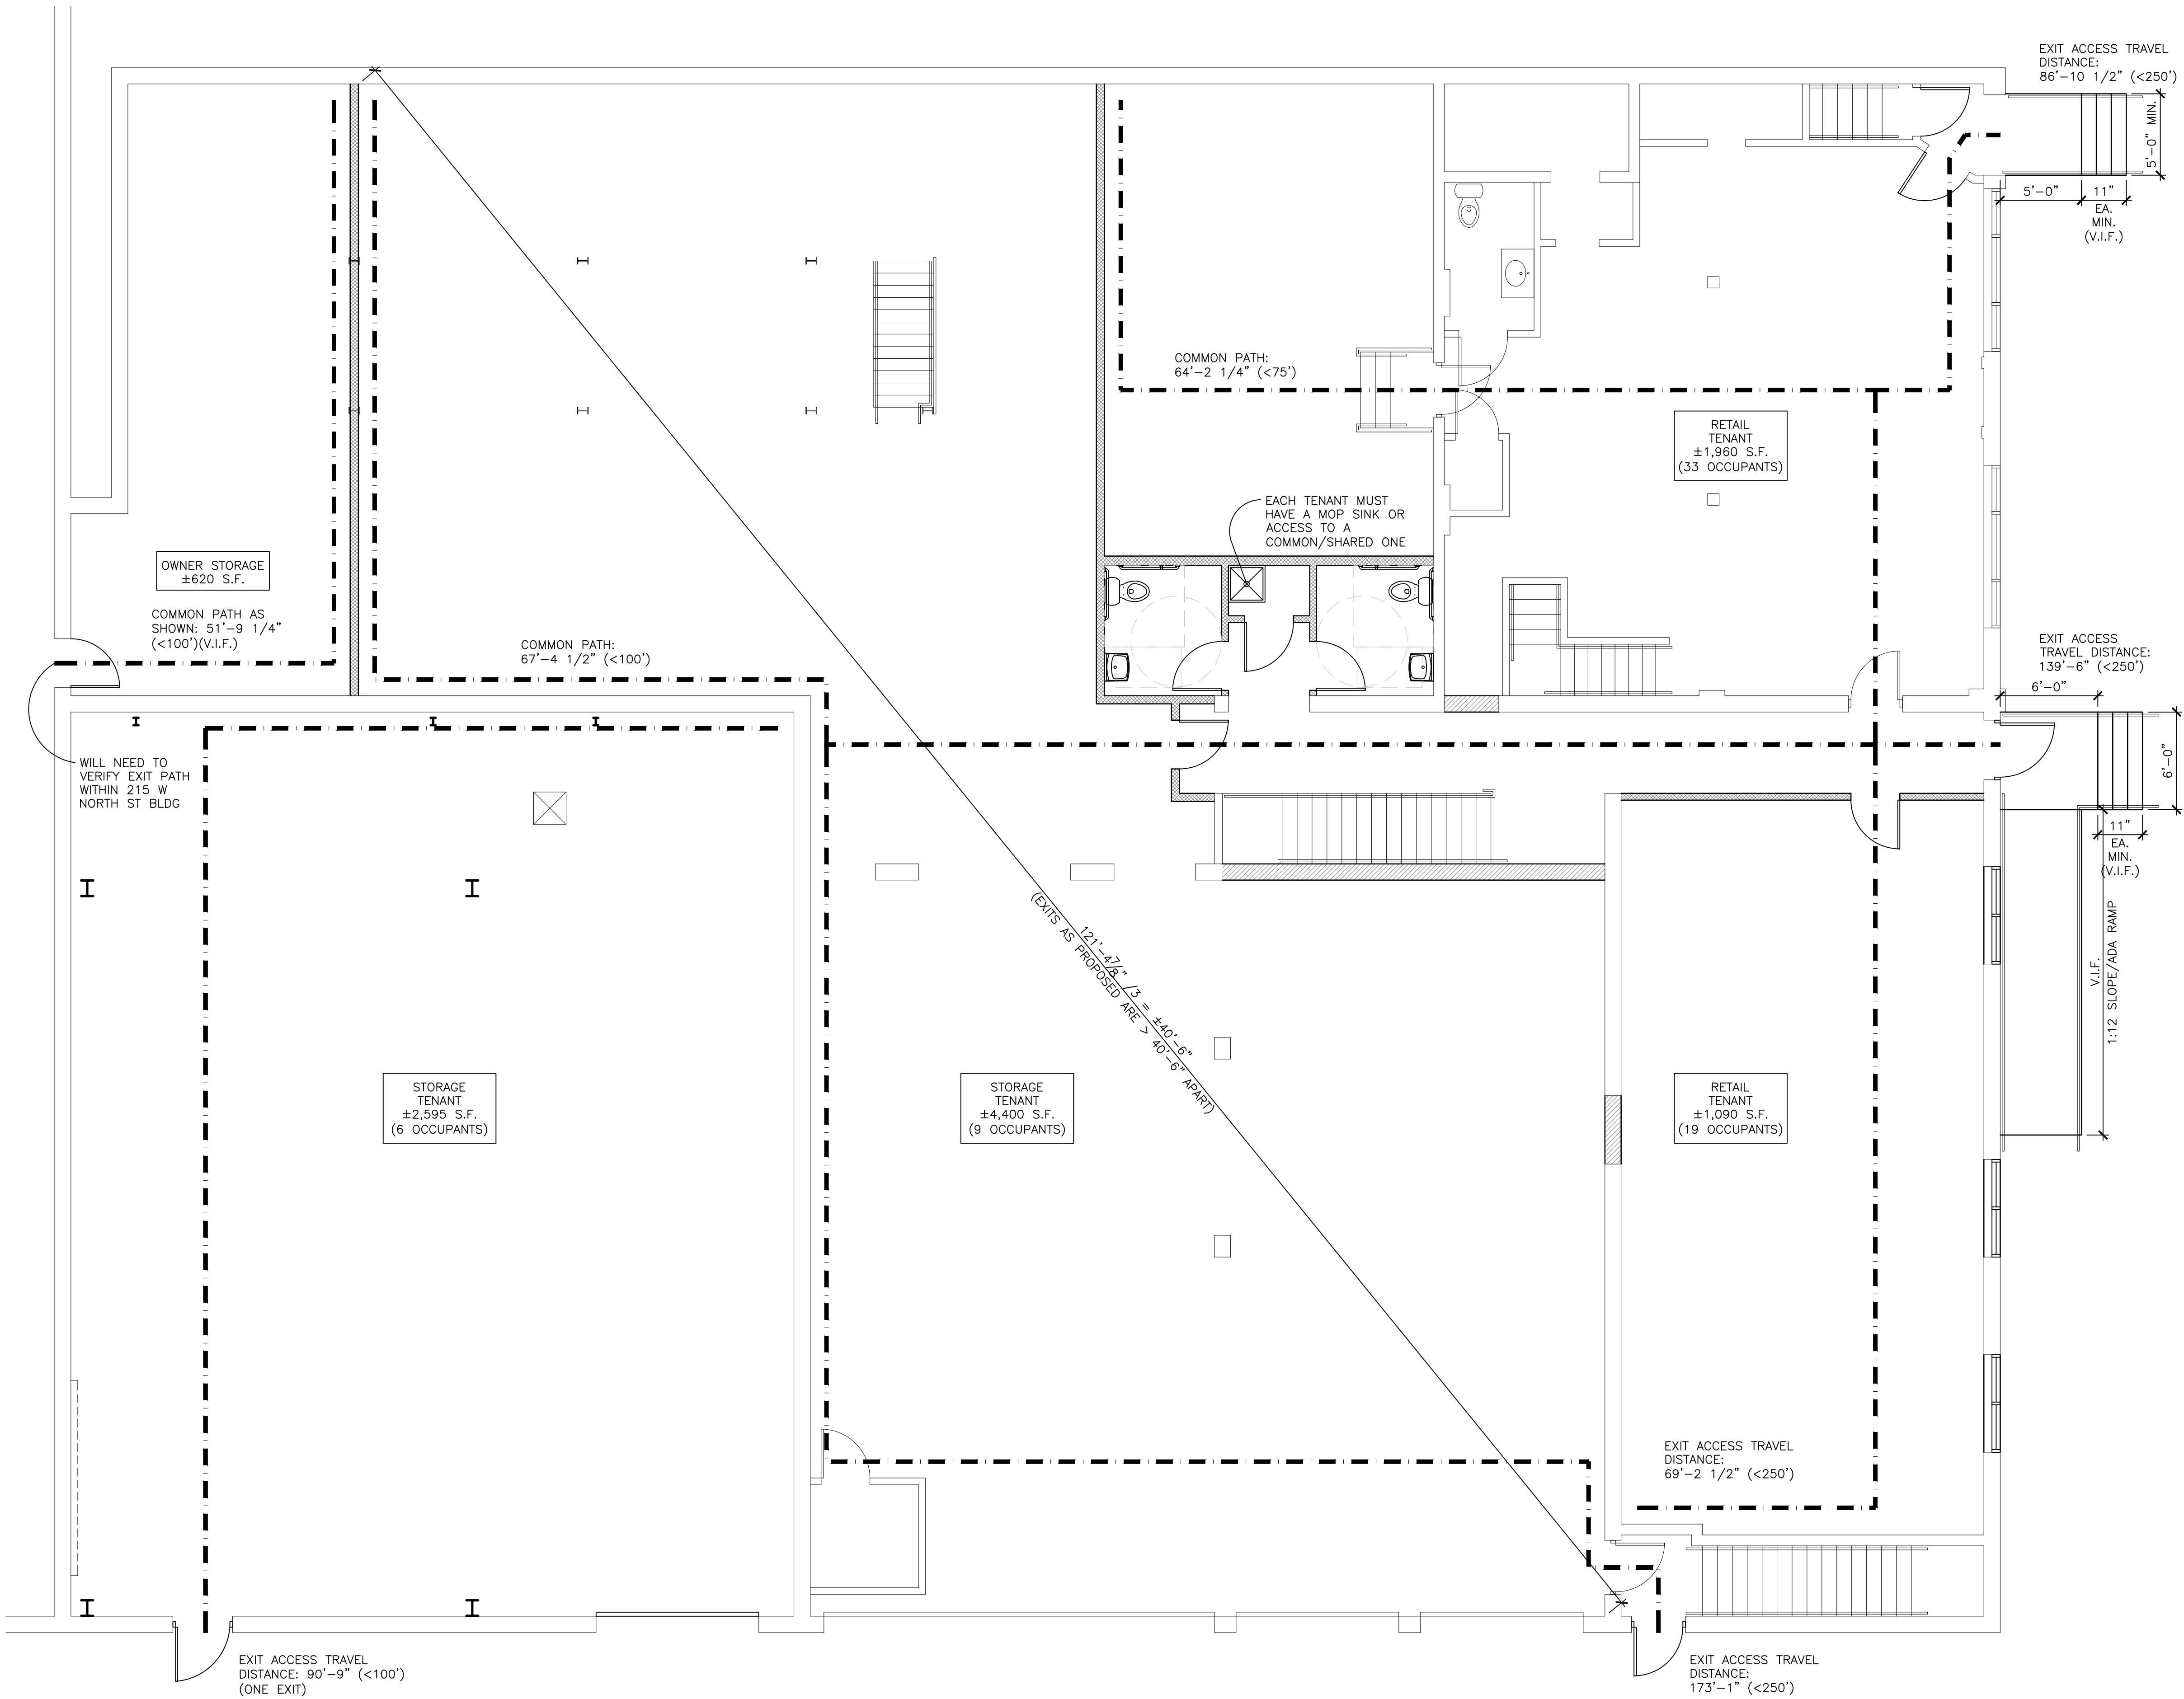 EXIT ACCESS TRAVEL
DISTANCE:
86'-10 1/2" (<250')
5'-0" MIN.
5'-0"
11"
EA.
MIN.
(V.I.F.)
COMMON PATH:
64'-2 1/4" (<75')
RETAIL
TENANT
±1,960 S.F.
(33 OCCUPANTS)
EACH TENANT MUST
HAVE A MOP SINK OR
ACCESS TO A
COMMON/SHARED ONE
OWNER STORAGE
±620 S.F.
COMMON PATH AS
SHOWN: 51'-9 1/4"
(<100')(V.I.F.)
COMMON PATH:
67'-4 1/2" (<100')
EXIT ACCESS
TRAVEL DISTANCE:
139'-6" (<250')
6'-0"
6'-0"
11"
EA.
MIN.
(V.I.F.)
WILL NEED TO
VERIFY EXIT PATH
WITHIN 215 W
NORTH ST BLDG
121'-4 7/8" /3 = ±40'-6"
(EXITS AS PROPOSED ARE > 40'-6" APART)
V.I.F.
1:12 SLOPE/ADA RAMP
STORAGE
TENANT
±2,595 S.F.
(6 OCCUPANTS)
STORAGE
TENANT
±4,400 S.F.
(9 OCCUPANTS)
RETAIL
TENANT
±1,090 S.F.
(19 OCCUPANTS)
EXIT ACCESS TRAVEL
DISTANCE:
69'-2 1/2" (<250')
EXIT ACCESS TRAVEL
DISTANCE: 90'-9" (<100')
(ONE EXIT)
EXIT ACCESS TRAVEL
DISTANCE:
173'-1" (<250')